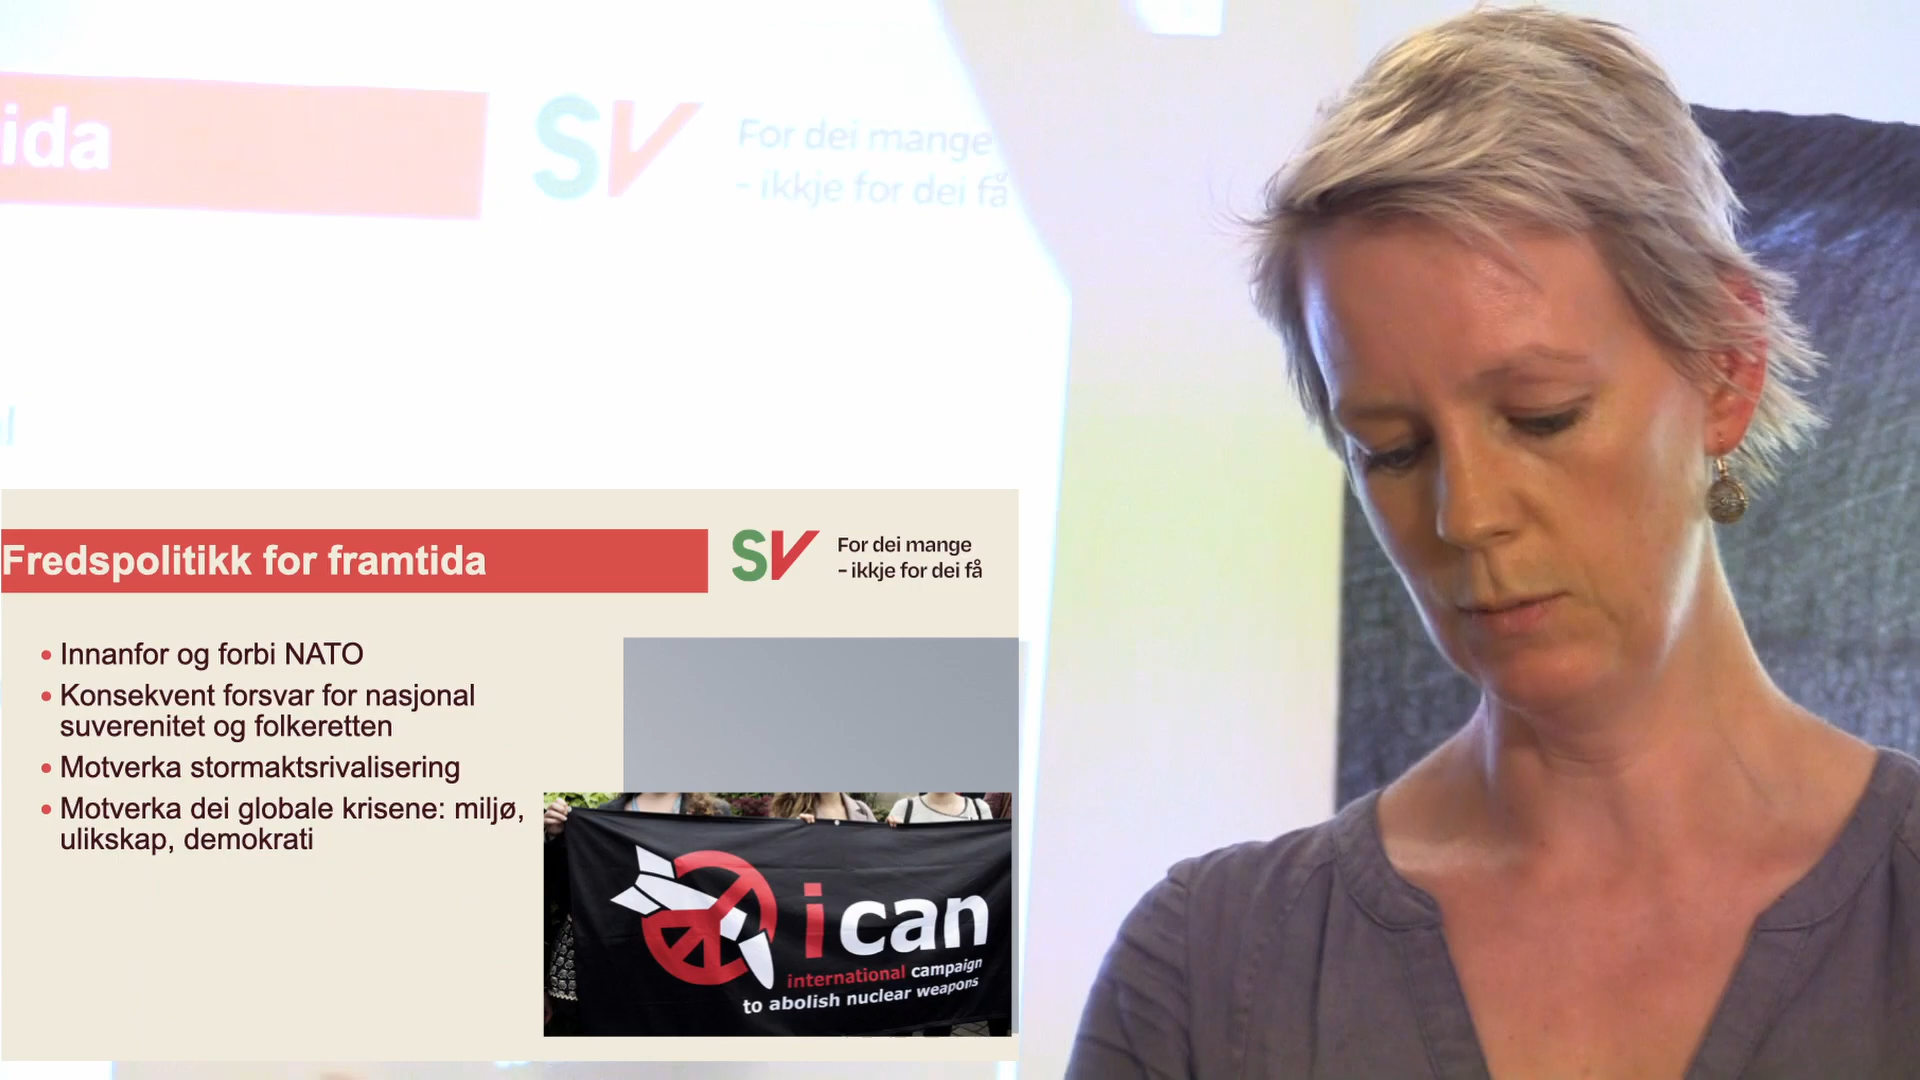 ida
SV
For dei mange
- ikkje for dei få
Fredspolitikk for framtida
SV
For dei mange
- ikkje for dei få
• Innanfor og forbi NATO
• Konsekvent forsvar for nasjonal
suverenitet og folkeretten
• Motverka stormaktsrivalisering
• Motverka dei globale krisene: miljø,
ulikskap, demokrati
ican
international campaign
to abolish nuclear weapons